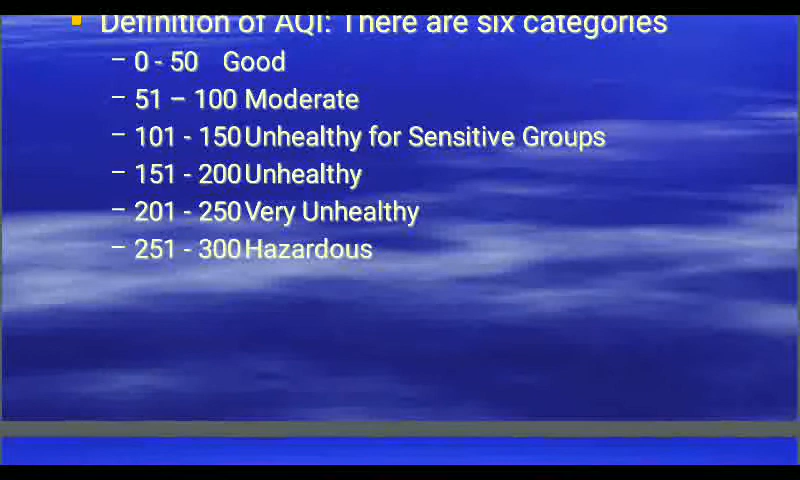 Definition of AQI: There are six categories
– 0 - 50 Good
– 51 – 100 Moderate
– 101 - 150 Unhealthy for Sensitive Groups
– 151 - 200 Unhealthy
– 201 - 250 Very Unhealthy
– 251 - 300 Hazardous